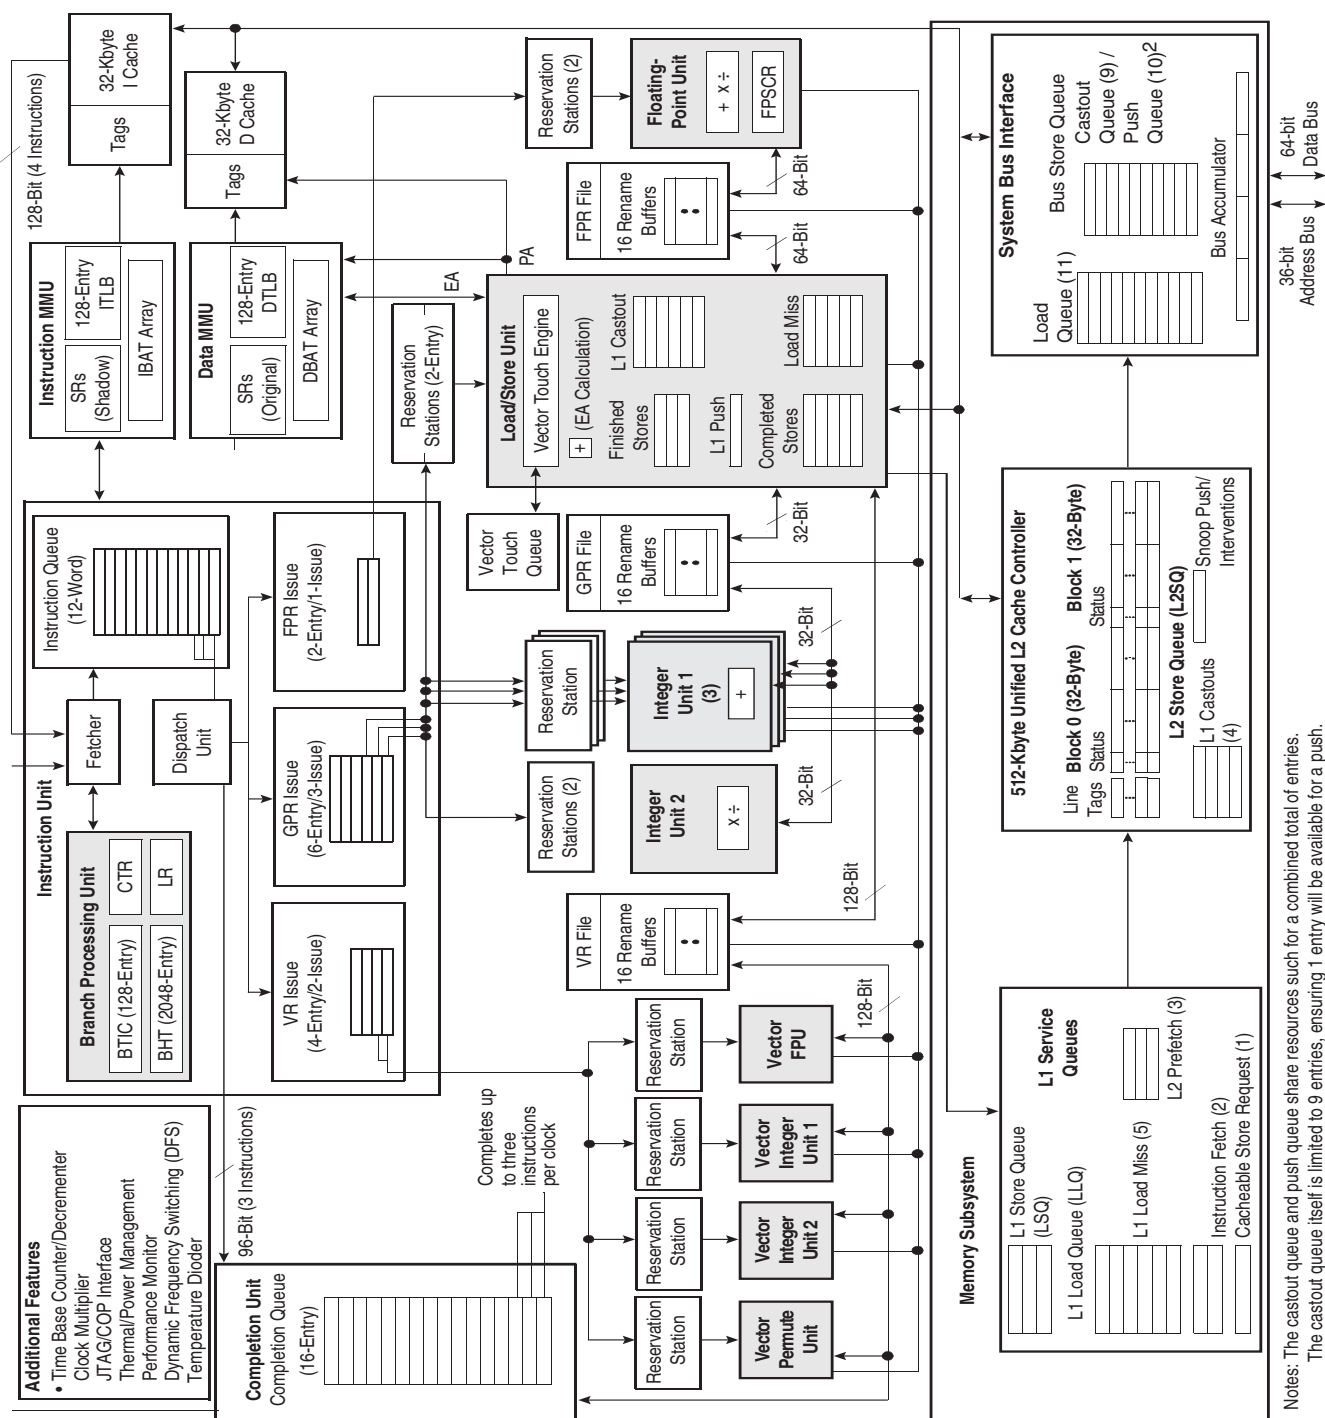 Additional Features
• Time Base Counter/Decrementer
Clock Multiplier
JTAG/COP Interface
Thermal/Power Management
Performance Monitor
Dynamic Frequency Switching (DFS)
Temperature Dioder
Instruction Unit
Branch Processing Unit
BTIC (128-Entry)
CTR
BHT (2048-Entry)
LR
Fetcher
Dispatch
Unit
Instruction Queue
(12-Word)
96-Bit (3 Instructions)
VR Issue
(4-Entry/2-Issue)
GPR Issue
(6-Entry/3-Issue)
FPR Issue
(2-Entry/1-Issue)
Instruction MMU
SRs
(Shadow)
128-Entry
ITLB
IBAT Array
Data MMU
SRs
(Original)
128-Entry
DTLB
DBAT Array
128-Bit (4 Instructions)
Tags
32-Kbyte
I Cache
Tags
32-Kbyte
D Cache
EA
PA
Completion Unit
Completion Queue
(16-Entry)
Completes up
to three
instructions
per clock
Reservation
Stations (2-Entry)
Vector
Touch
Queue
Load/Store Unit
Vector Touch Engine
+
(EA Calculation)
Finished
Stores
L1 Castout
L1 Push
Completed
Stores
Load Miss
Reservation
Stations (2)
Floating-
Point Unit
+ x ÷
FPSCR
FPR File
16 Rename
Buffers
64-Bit
64-Bit
GPR File
16 Rename
Buffers
32-Bit
32-Bit
Reservation
Station
Integer
Unit 1
(3)
+
Reservation
Stations (2)
Integer
Unit 2
x ÷
32-Bit
VR File
16 Rename
Buffers
128-Bit
128-Bit
Reservation
Station
Reservation
Station
Reservation
Station
Reservation
Station
Vector
Permute
Unit
Vector
Integer
Unit 2
Vector
Integer
Unit 1
Vector
FPU
Memory Subsystem
L1 Service
Queues
L1 Store Queue
(LSQ)
L1 Load Queue (LLQ)
L1 Load Miss (5)
L2 Prefetch (3)
Instruction Fetch (2)
Cacheable Store Request (1)
512-Kbyte Unified L2 Cache Controller
Line
Tags
Block 0 (32-Byte)
Status
Block 1 (32-Byte)
Status
L2 Store Queue (L2SQ)
L1 Castouts
(4)
Snoop Push/
Interventions
System Bus Interface
Load
Queue (11)
Bus Store Queue
Castout
Queue (9) /
Push
Queue (10)2
Bus Accumulator
36-bit
Address Bus
64-bit
Data Bus
Notes: The castout queue and push queue share resources such for a combined total of entries.
The castout queue itself is limited to 9 entries, ensuring 1 entry will be available for a push.